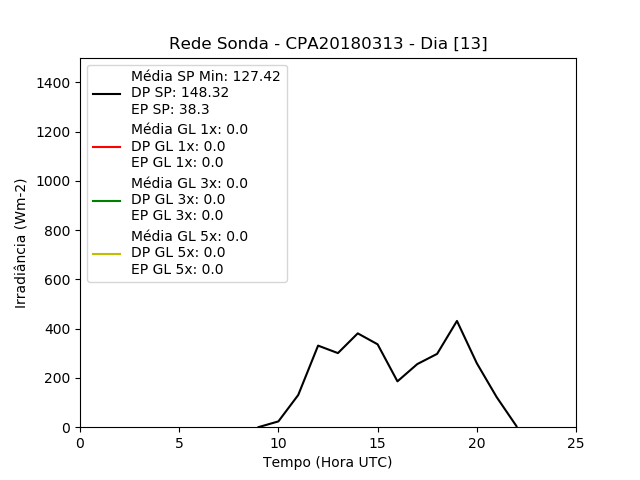 Rede Sonda - CPA20180313 - Dia [13]
Média SP Min: 127.42
DP SP: 148.32
EP SP: 38.3
Média GL 1x: 0.0
DP GL 1x: 0.0
EP GL 1x: 0.0
Média GL 3x: 0.0
DP GL 3x: 0.0
EP GL 3x: 0.0
Média GL 5x: 0.0
DP GL 5x: 0.0
EP GL 5x: 0.0
Irradiância (Wm-2)
1400
1200
1000
800
600
400
200
0
0 5 10 15 20 25
Tempo (Hora UTC)